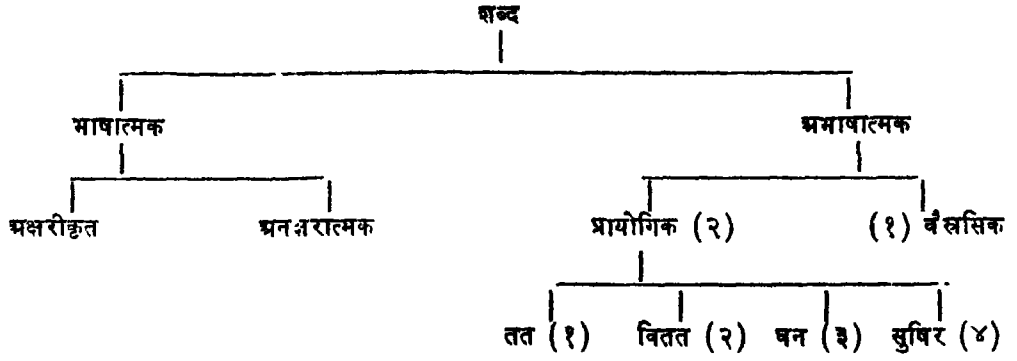 शब्द
भाषात्मक अभाषात्मक
अक्षरीकृत अनक्षरात्मक प्रायोगिक (२) (१) वैस्रसिक
तत (१) वितत (२) घन (३) सुषिर (४)